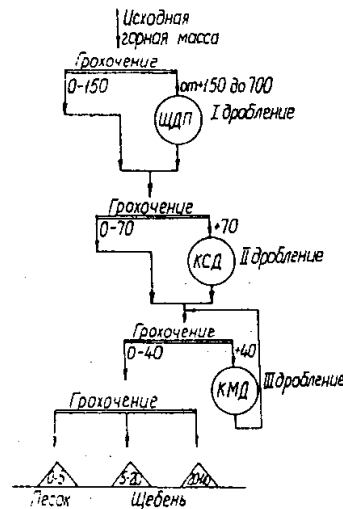 Исходная
горная масса
Грохочение
0-150
от+150 до 700
ЩДП
I дробление
Грохочение
0-70
+70
КСД
II дробление
Грохочение
0-40
+40
КМД
III дробление
Грохочение
0-5
5-20
20-40
Песок
Щебень